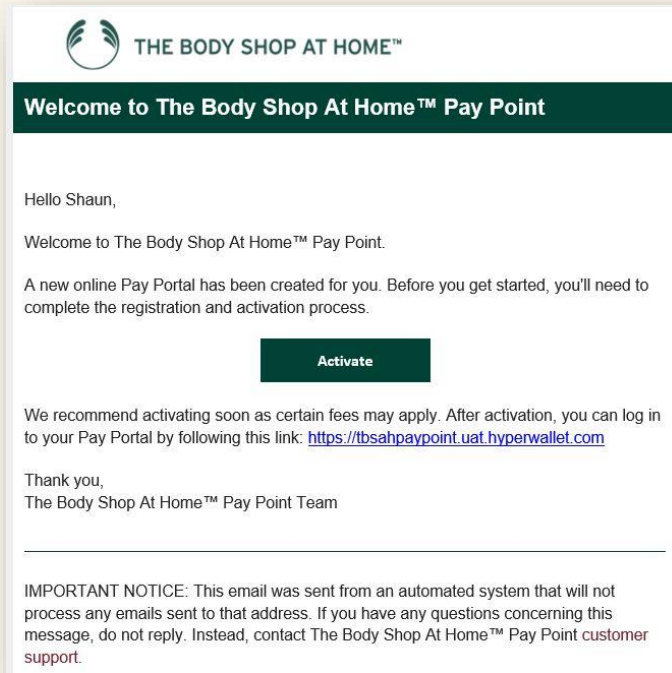 THE BODY SHOP AT HOME™
Welcome to The Body Shop At Home™ Pay Point
Hello Shaun,
Welcome to The Body Shop At Home™ Pay Point.
A new online Pay Portal has been created for you. Before you get started, you'll need to
complete the registration and activation process.
Activate
We recommend activating soon as certain fees may apply. After activation, you can log in
to your Pay Portal by following this link: https://tbsahpaypoint.uat.hyperwallet.com
Thank you,
The Body Shop At Home™ Pay Point Team
IMPORTANT NOTICE: This email was sent from an automated system that will not
process any emails sent to that address. If you have any questions concerning this
message, do not reply. Instead, contact The Body Shop At Home™ Pay Point customer
support.